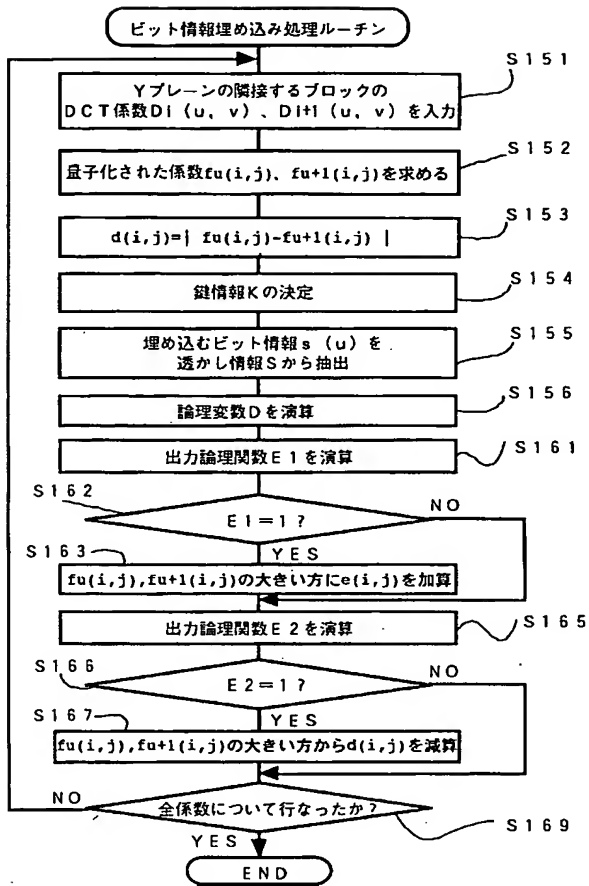 ビット情報埋め込み処理ルーチン
S151
Yプレーンの隣接するブロックの
DCT係数Di (u, v)、Di+1 (u, v) を入力
S152
量子化された係数fu(i,j)、fu+1(i,j)を求める
S153
d(i,j)=| fu(i,j)-fu+1(i,j) |
S154
鍵情報Kの決定
S155
埋め込むビット情報s (u) を
透かし情報Sから抽出
S156
論理変数Dを演算
S161
出力論理関数E1を演算
S162
E1=1?
NO
YES
S163
fu(i,j),fu+1(i,j)の大きい方にe(i,j)を加算
S165
出力論理関数E2を演算
S166
E2=1?
NO
YES
S167
fu(i,j),fu+1(i,j)の大きい方からd(i,j)を減算
NO
全係数について行なったか?
S169
YES
END